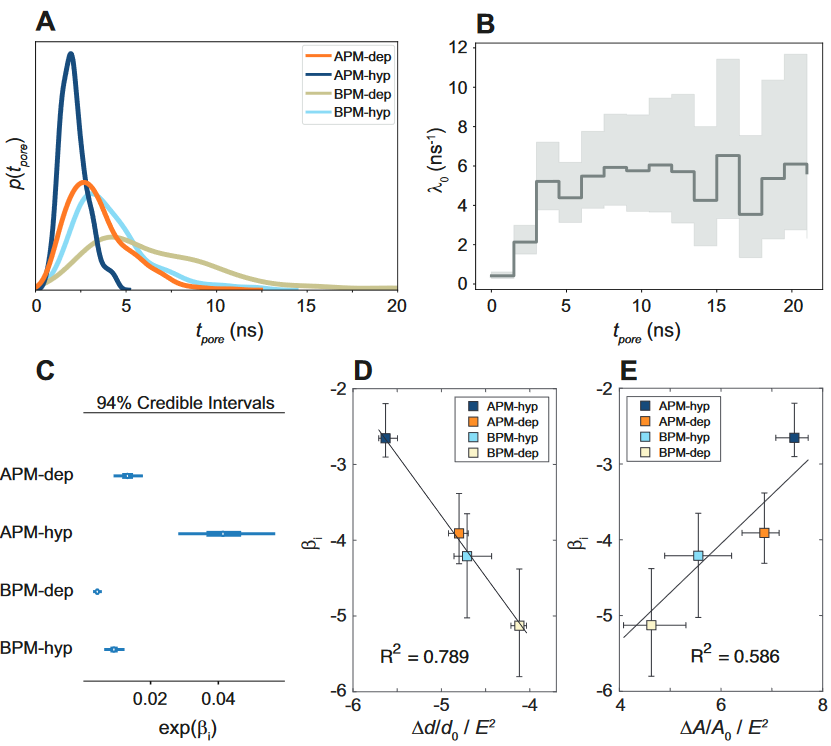 A
p(t_pore)
APM-dep
APM-hyp
BPM-dep
BPM-hyp
0 5 10 15 20
t_pore (ns)
B
λ₀ (ns⁻¹)
12
10
8
6
4
2
0
0 5 10 15 20
t_pore (ns)
C
94% Credible Intervals
APM-dep
APM-hyp
BPM-dep
BPM-hyp
0.02 0.04
exp(βᵢ)
D
βᵢ
-2
-3
-4
-5
-6
APM-hyp
APM-dep
BPM-hyp
BPM-dep
R² = 0.789
-6 -5 -4
Δd/d₀ / E²
E
βᵢ
-2
-3
-4
-5
-6
APM-hyp
APM-dep
BPM-hyp
BPM-dep
R² = 0.586
4 6 8
ΔA/A₀ / E²